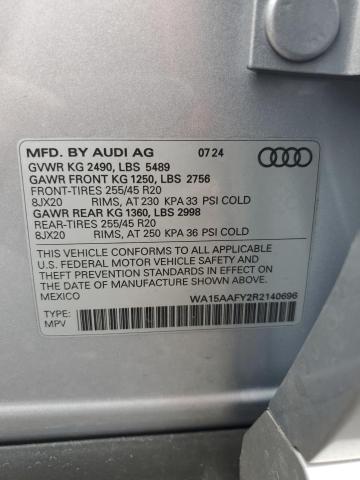 MFD. BY AUDI AG 07 24
GVWR KG 2490, LBS 5489
GAWR FRONT KG 1250, LBS 2756
FRONT-TIRES 255/45 R20
8JX20 RIMS, AT 230 KPA 33 PSI COLD
GAWR REAR KG 1360, LBS 2998
REAR-TIRES 255/45 R20
8JX20 RIMS, AT 250 KPA 36 PSI COLD
THIS VEHICLE CONFORMS TO ALL APPLICABLE
U.S. FEDERAL MOTOR VEHICLE SAFETY AND
THEFT PREVENTION STANDARDS IN EFFECT ON
THE DATE OF MANUFACTURE SHOWN ABOVE.
MEXICO WA15AAFY2R2140696
TYPE:
MPV